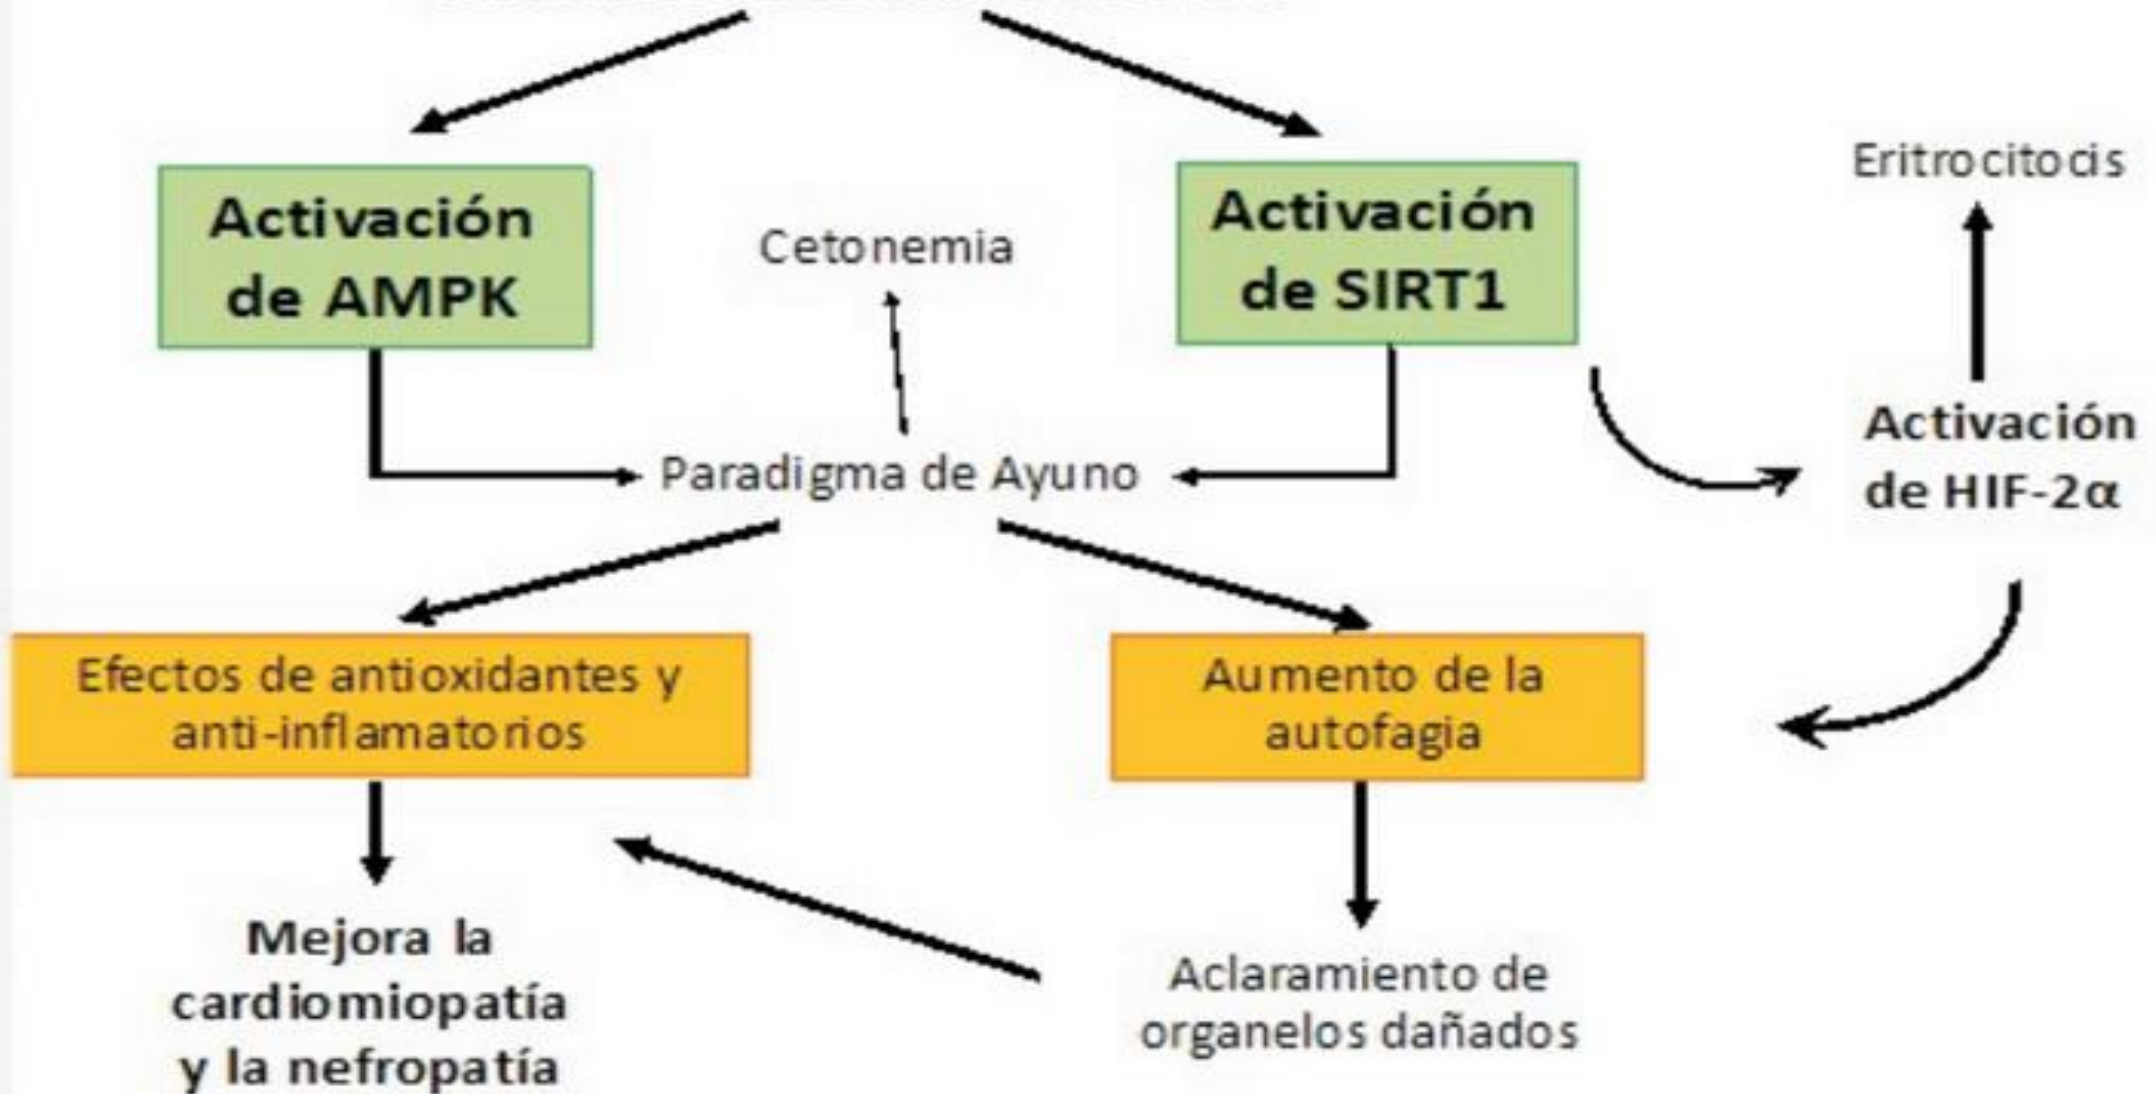 Activación
de AMPK
Cetonemia
Activación
de SIRT1
Eritrocitocis
Paradigma de Ayuno
Activación
de HIF-2α
Efectos de antioxidantes y
anti-inflamatorios
Aumento de la
autofagia
Mejora la
cardiomiopatía
y la nefropatía
Aclaramiento de
organelos dañados